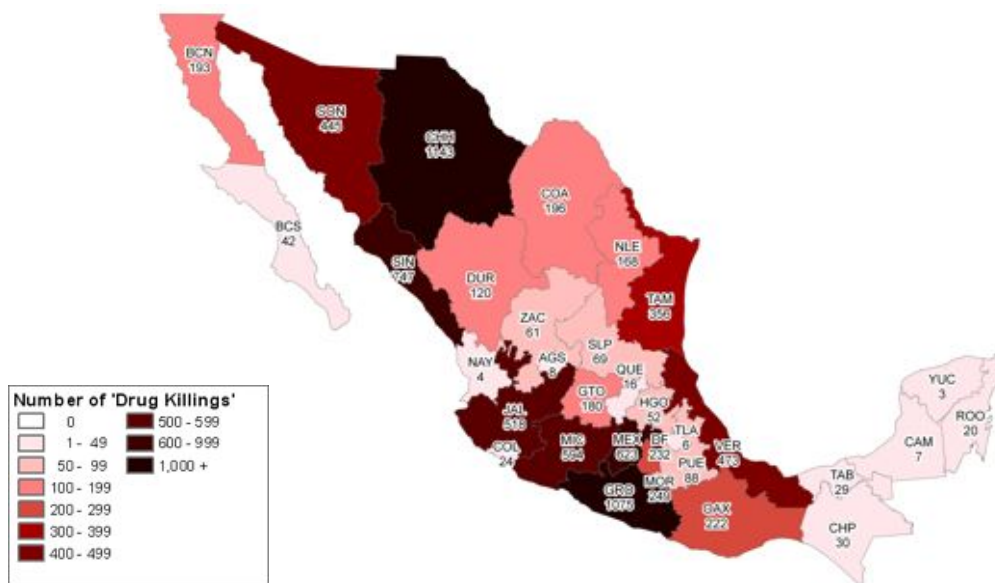 BCN
193
SON
445
CHH
1143
COA
196
BCS
42
SIN
747
DUR
120
NLE
168
TAM
356
ZAC
61
SLP
69
NAY
4
AGS
8
QUE
16
GTO
180
HGO
52
JAL
518
COL
24
MIC
594
MEX
623
DF
232
TLA
6
PUE
88
VER
473
GRO
1075
MOR
249
OAX
222
YUC
3
ROO
20
CAM
7
TAB
29
CHP
30
Number of 'Drug Killings'
0
1 - 49
50 - 99
100 - 199
200 - 299
300 - 399
400 - 499
500 - 599
600 - 999
1,000 +